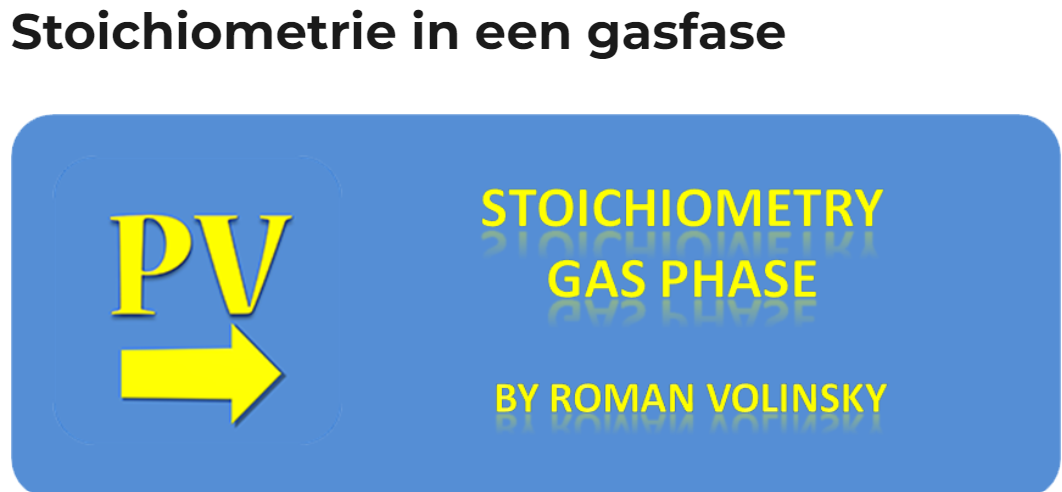 Stoichiometrie in een gasfase
PV
STOICHIOMETRY
GAS PHASE
BY ROMAN VOLINSKY